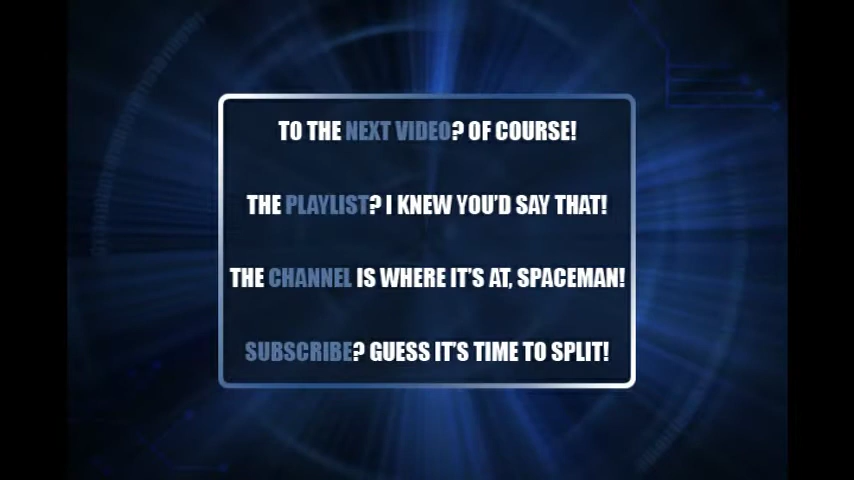 TO THE NEXT VIDEO? OF COURSE!
THE PLAYLIST? I KNEW YOU'D SAY THAT!
THE CHANNEL IS WHERE IT'S AT, SPACEMAN!
SUBSCRIBE? GUESS IT'S TIME TO SPLIT!